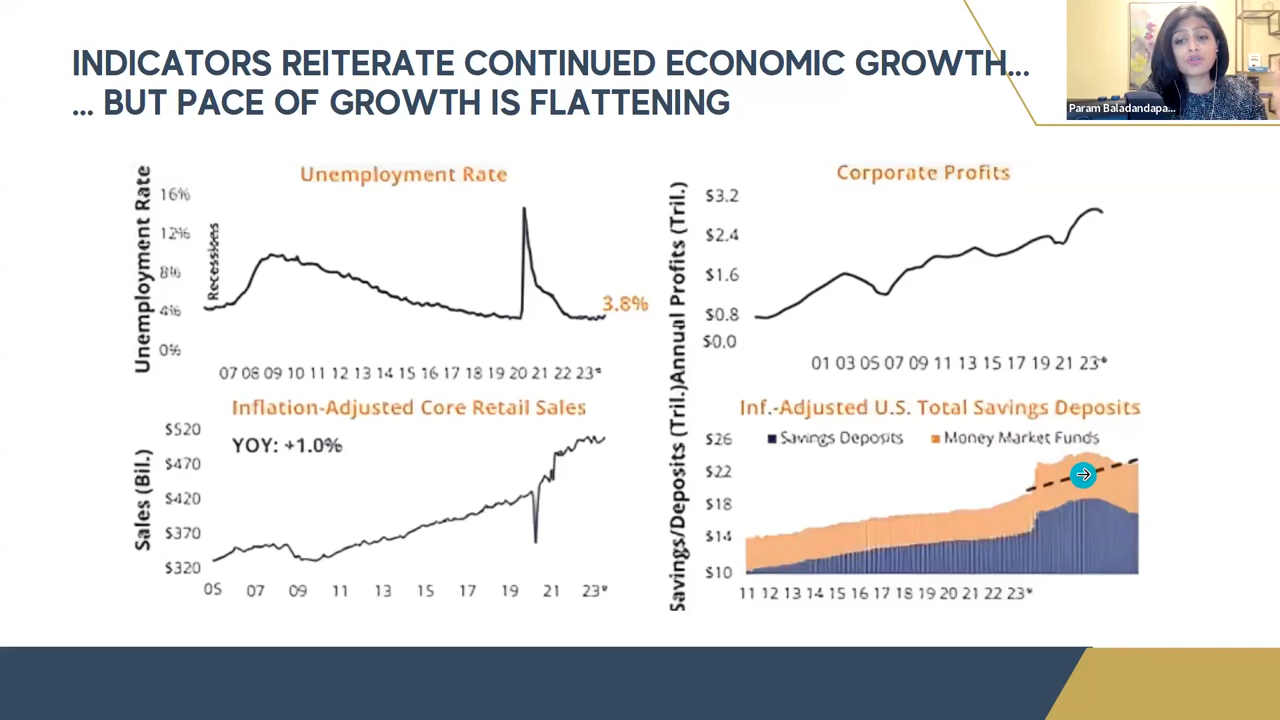 INDICATORS REITERATE CONTINUED ECONOMIC GROWTH...
... BUT PACE OF GROWTH IS FLATTENING
Param Baladandapa...
Unemployment Rate
Unemployment Rate
16%
12%
8%
4%
0%
Recessions
3.8%
07 08 09 10 11 12 13 14 15 16 17 18 19 20 21 22 23*
Corporate Profits
Annual Profits (Tril.)
$3.2
$2.4
$1.6
$0.8
$0.0
01 03 05 07 09 11 13 15 17 19 21 23*
Inflation-Adjusted Core Retail Sales
YOY: +1.0%
Sales (Bil.)
$520
$470
$420
$370
$320
05 07 09 11 13 15 17 19 21 23*
Inf.-Adjusted U.S. Total Savings Deposits
Savings Deposits Money Market Funds
Savings/Deposits (Tril.)
$26
$22
$18
$14
$10
11 12 13 14 15 16 17 18 19 20 21 22 23*